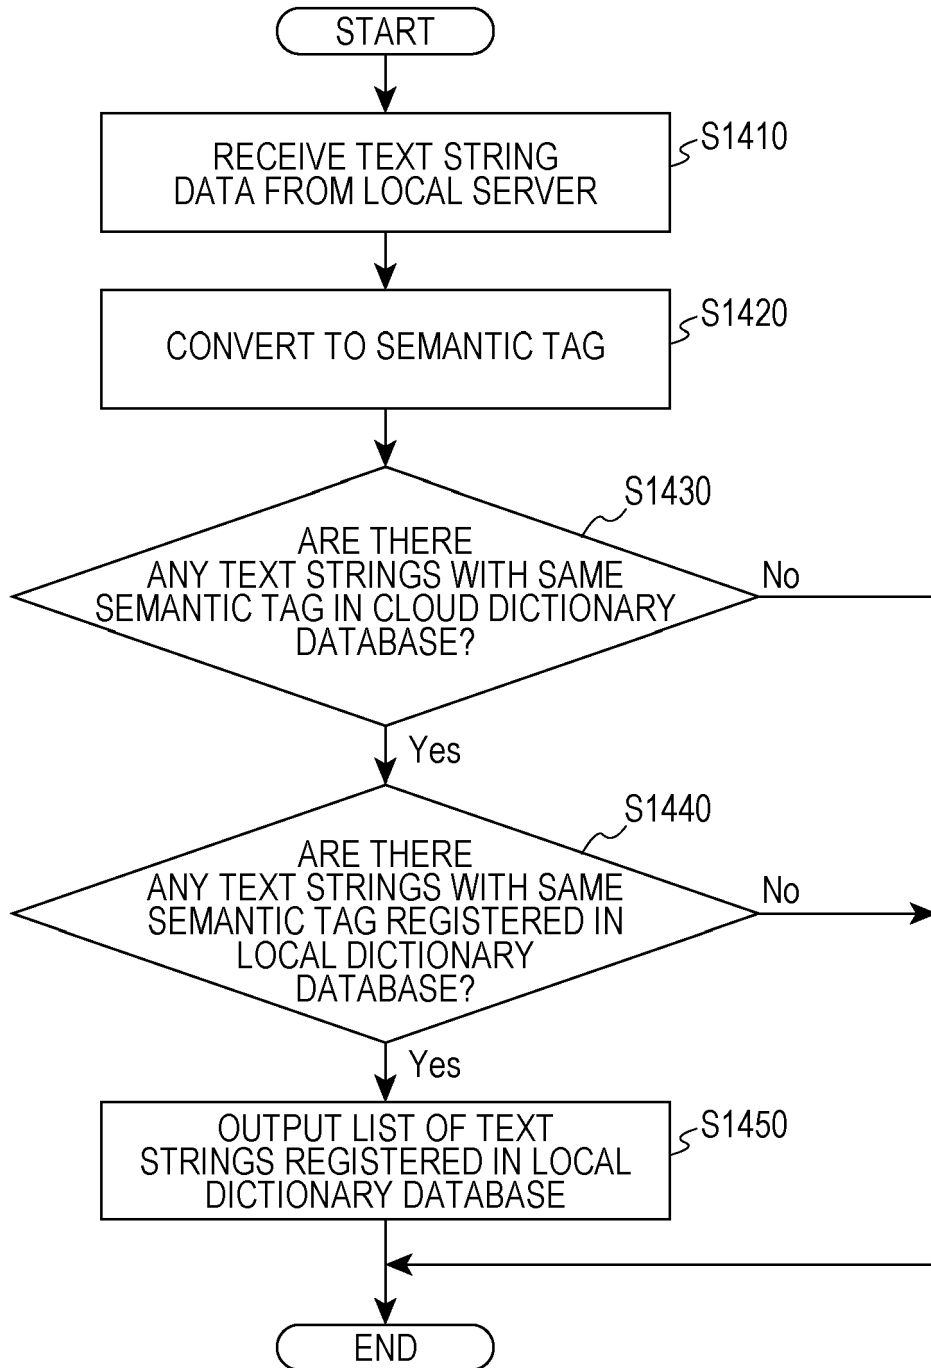 START
RECEIVE TEXT STRING
DATA FROM LOCAL SERVER
S1410
CONVERT TO SEMANTIC TAG
S1420
S1430
ARE THERE
ANY TEXT STRINGS WITH SAME
SEMANTIC TAG IN CLOUD DICTIONARY
DATABASE?
No
Yes
S1440
ARE THERE
ANY TEXT STRINGS WITH SAME
SEMANTIC TAG REGISTERED IN
LOCAL DICTIONARY
DATABASE?
No
Yes
OUTPUT LIST OF TEXT
STRINGS REGISTERED IN LOCAL
DICTIONARY DATABASE
S1450
END